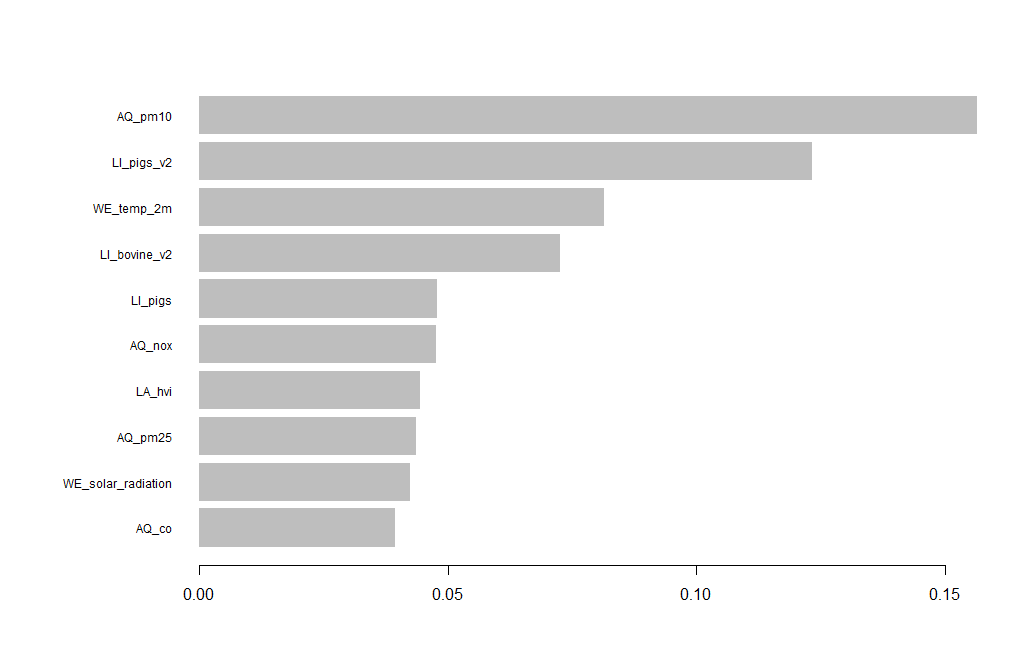 AQ_pm10
LI_pigs_v2
WE_temp_2m
LI_bovine_v2
LI_pigs
AQ_nox
LA_hvi
AQ_pm25
WE_solar_radiation
AQ_co
0.00 0.05 0.10 0.15